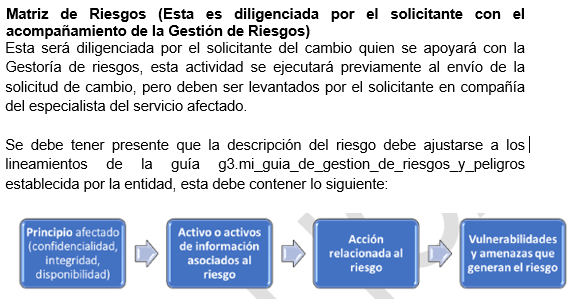 Matriz de Riesgos (Esta es diligenciada por el solicitante con el
acompañamiento de la Gestión de Riesgos)
Esta será diligenciada por el solicitante del cambio quien se apoyará con la
Gestoría de riesgos, esta actividad se ejecutará previamente al envío de la
solicitud de cambio, pero deben ser levantados por el solicitante en compañía
del especialista del servicio afectado.
Se debe tener presente que la descripción del riesgo debe ajustarse a los
lineamientos de la guía g3.mi_guia_de_gestion_de_riesgos_y_peligros
establecida por la entidad, esta debe contener lo siguiente:
Principio afectado
(confidencialidad,
integridad,
disponibilidad)
Activo o activos
de información
asociados al
riesgo
Acción
relacionada al
riesgo
Vulnerabilidades
y amenazas que
generan el riesgo